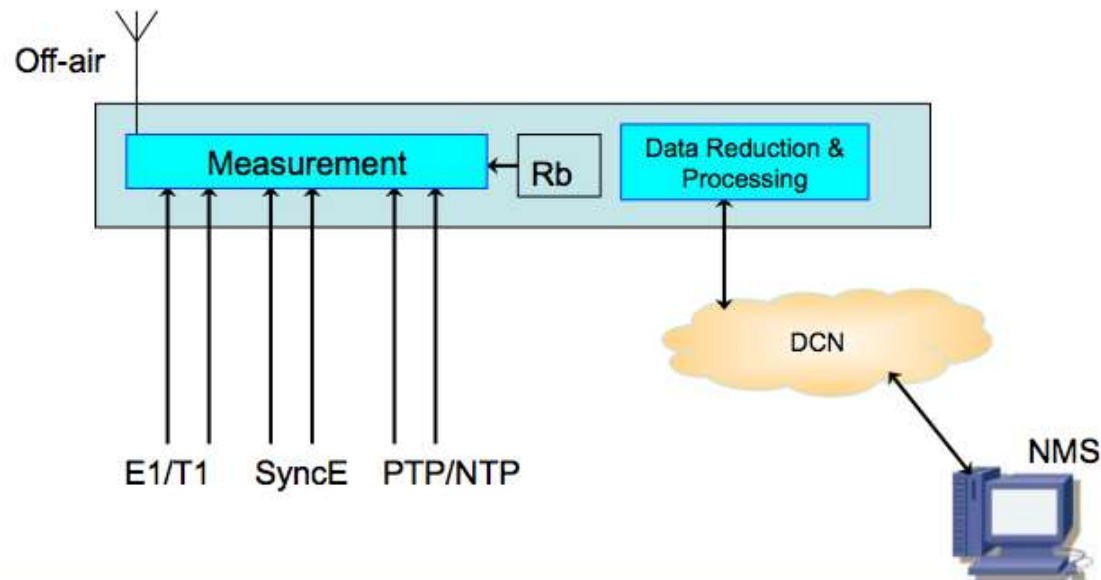 Off-air
Measurement
Rb
Data Reduction &
Processing
DCN
NMS
E1/T1
SyncE
PTP/NTP